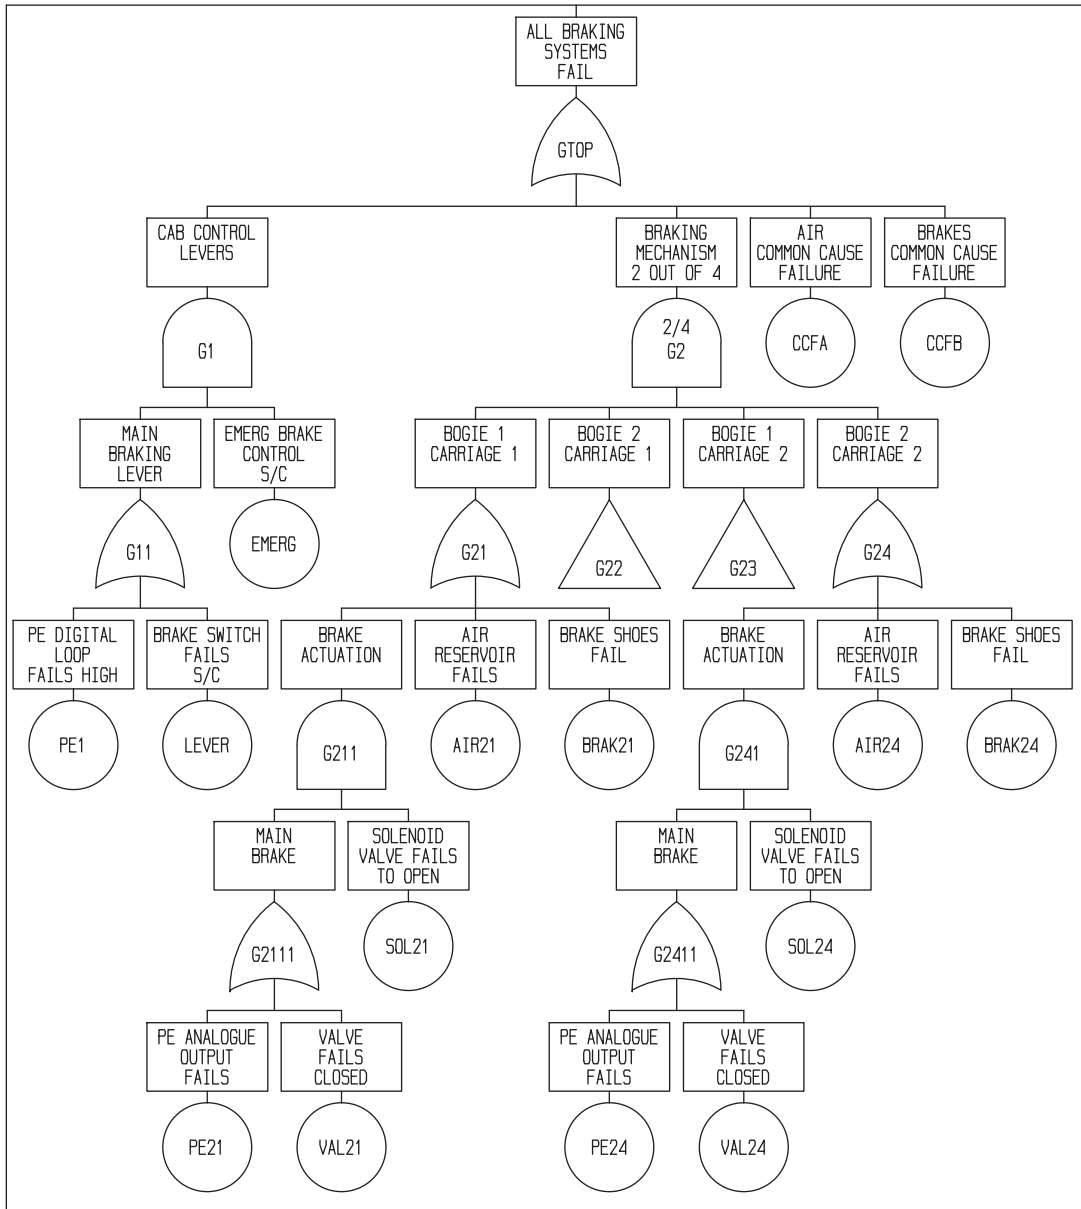 ALL BRAKING
SYSTEMS
FAIL
GTOP
CAB CONTROL
LEVERS
BRAKING
MECHANISM
2 OUT OF 4
AIR
COMMON CAUSE
FAILURE
BRAKES
COMMON CAUSE
FAILURE
G1
2/4
G2
CCFA
CCFB
MAIN
BRAKING
LEVER
EMERG BRAKE
CONTROL
S/C
BOGIE 1
CARRIAGE 1
BOGIE 2
CARRIAGE 1
BOGIE 1
CARRIAGE 2
BOGIE 2
CARRIAGE 2
G11
EMERG
G21
G22
G23
G24
PE DIGITAL
LOOP
FAILS HIGH
BRAKE SWITCH
FAILS
S/C
BRAKE
ACTUATION
AIR
RESERVOIR
FAILS
BRAKE SHOES
FAIL
BRAKE
ACTUATION
AIR
RESERVOIR
FAILS
BRAKE SHOES
FAIL
PE1
LEVER
G211
AIR21
BRAK21
G241
AIR24
BRAK24
MAIN
BRAKE
SOLENOID
VALVE FAILS
TO OPEN
MAIN
BRAKE
SOLENOID
VALVE FAILS
TO OPEN
G2111
SOL21
G2411
SOL24
PE ANALOGUE
OUTPUT
FAILS
VALVE
FAILS
CLOSED
PE ANALOGUE
OUTPUT
FAILS
VALVE
FAILS
CLOSED
PE21
VAL21
PE24
VAL24